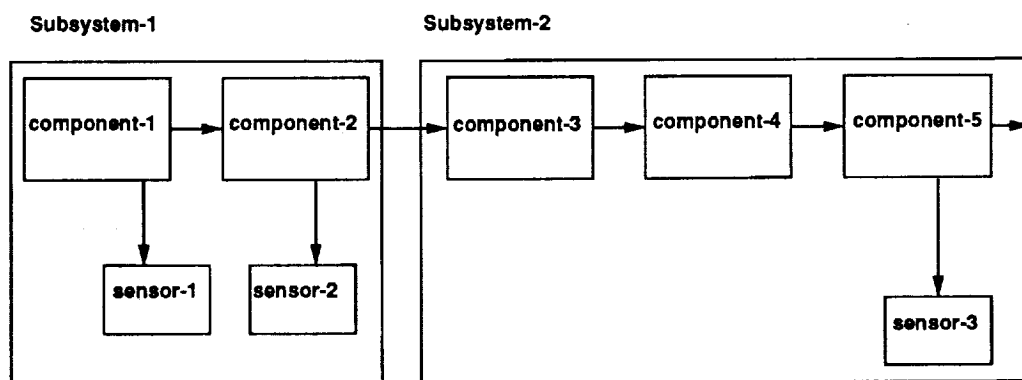 Subsystem-1
Subsystem-2
component-1
component-2
component-3
component-4
component-5
sensor-1
sensor-2
sensor-3